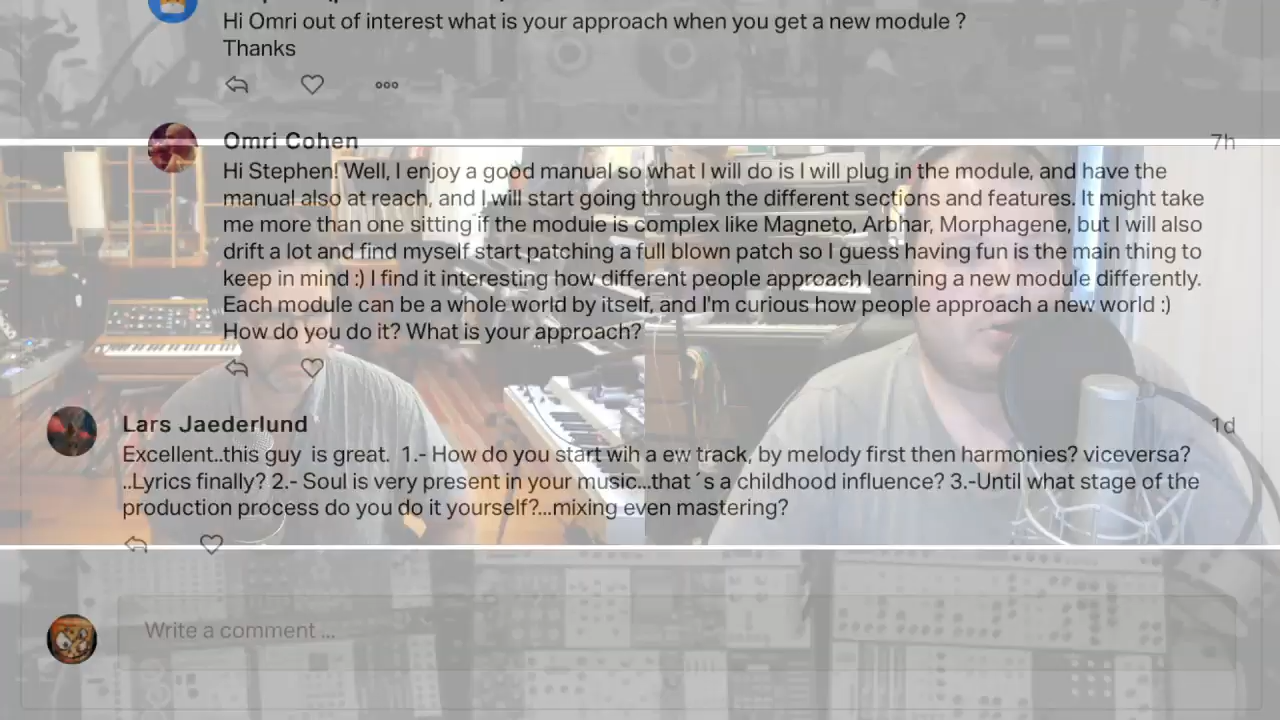 Hi Omri out of interest what is your approach when you get a new module ?
Thanks
Omri Cohen
7h
Hi Stephen! Well, I enjoy a good manual so what I will do is I will plug in the module, and have the
manual also at reach, and I will start going through the different sections and features. It might take
me more than one sitting if the module is complex like Magneto, Arbhar, Morphagene, but I will also
drift a lot and find myself start patching a full blown patch so I guess having fun is the main thing to
keep in mind :) I find it interesting how different people approach learning a new module differently.
Each module can be a whole world by itself, and I'm curious how people approach a new world :)
How do you do it? What is your approach?
Lars Jaederlund
1d
Excellent..this guy  is great.  1.- How do you start wih a ew track, by melody first then harmonies? viceversa?
..Lyrics finally? 2.- Soul is very present in your music...that´s a childhood influence? 3.-Until what stage of the
production process do you do it yourself?...mixing even mastering?
Write a comment ...